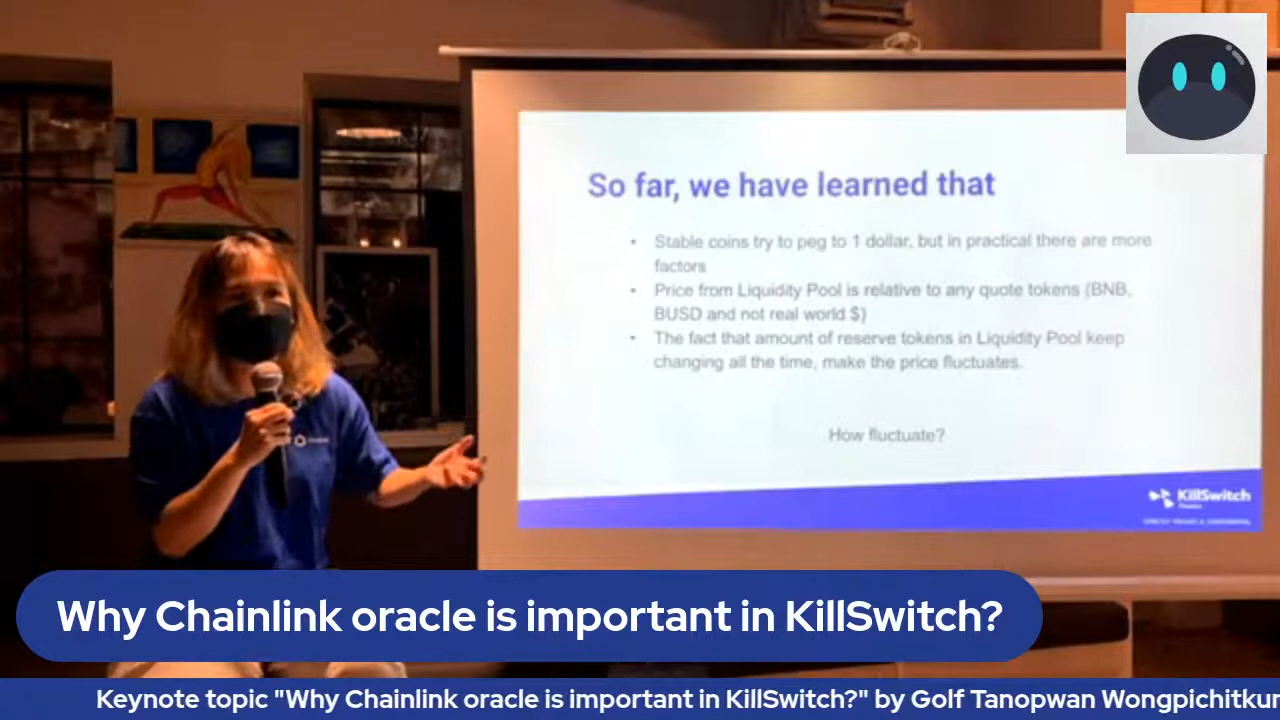 So far, we have learned that
• Stable coins try to peg to 1 dollar, but in practical there are more
factors
• Price from Liquidity Pool is relative to any quote tokens (BNB,
BUSD and not real world $)
• The fact that amount of reserve tokens in Liquidity Pool keep
changing all the time, make the price fluctuates.
How fluctuate?
KillSwitch
Why Chainlink oracle is important in KillSwitch?
Keynote topic "Why Chainlink oracle is important in KillSwitch?" by Golf Tanopwan Wongpichitkur